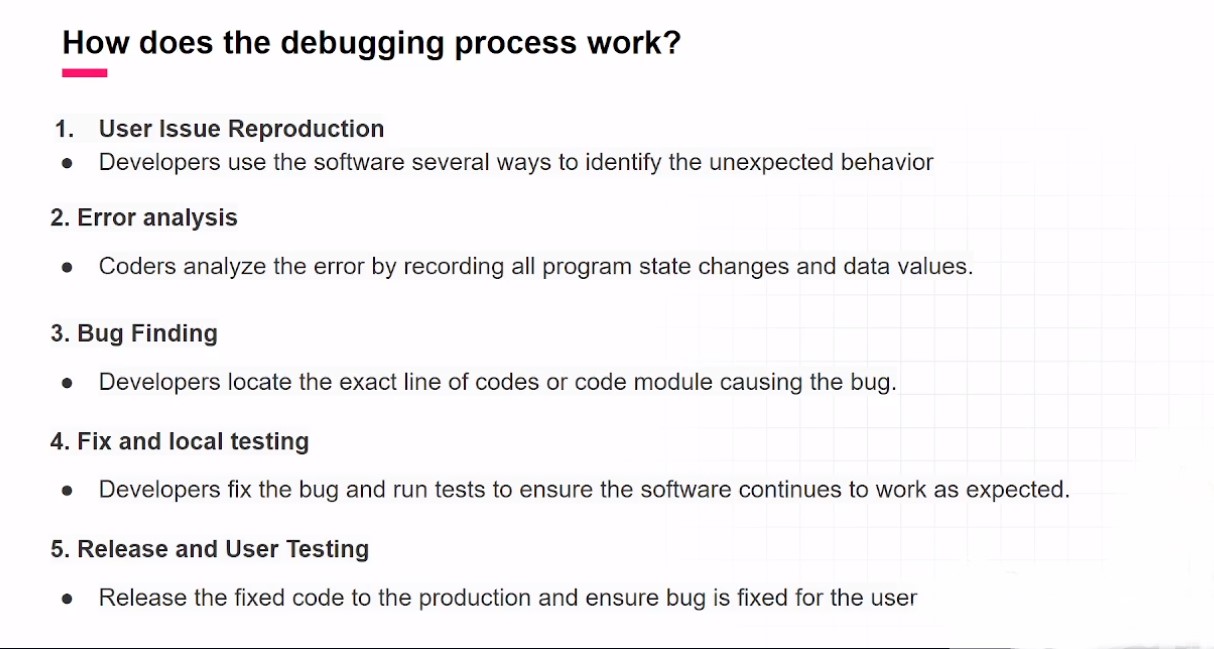 How does the debugging process work?
1. User Issue Reproduction
● Developers use the software several ways to identify the unexpected behavior
2. Error analysis
● Coders analyze the error by recording all program state changes and data values.
3. Bug Finding
● Developers locate the exact line of codes or code module causing the bug.
4. Fix and local testing
● Developers fix the bug and run tests to ensure the software continues to work as expected.
5. Release and User Testing
● Release the fixed code to the production and ensure bug is fixed for the user